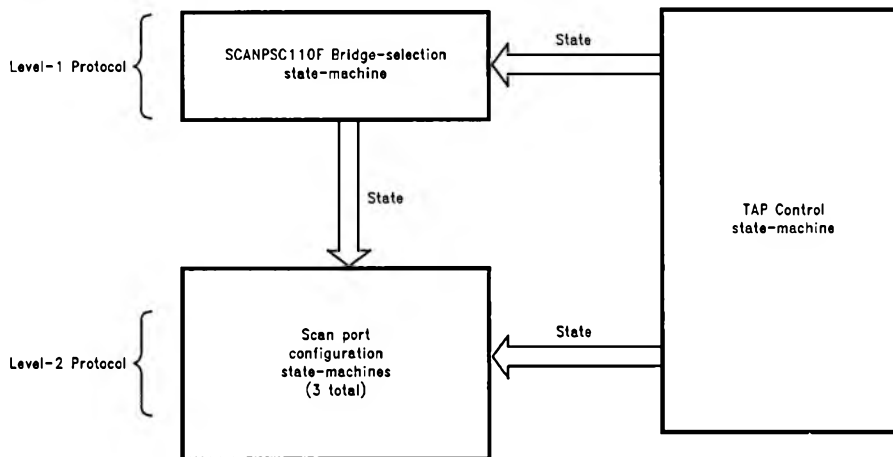 Level-1 Protocol
SCANPSC110F Bridge-selection
state-machine
State
State
TAP Control
state-machine
Level-2 Protocol
Scan port
configuration
state-machines
(3 total)
State